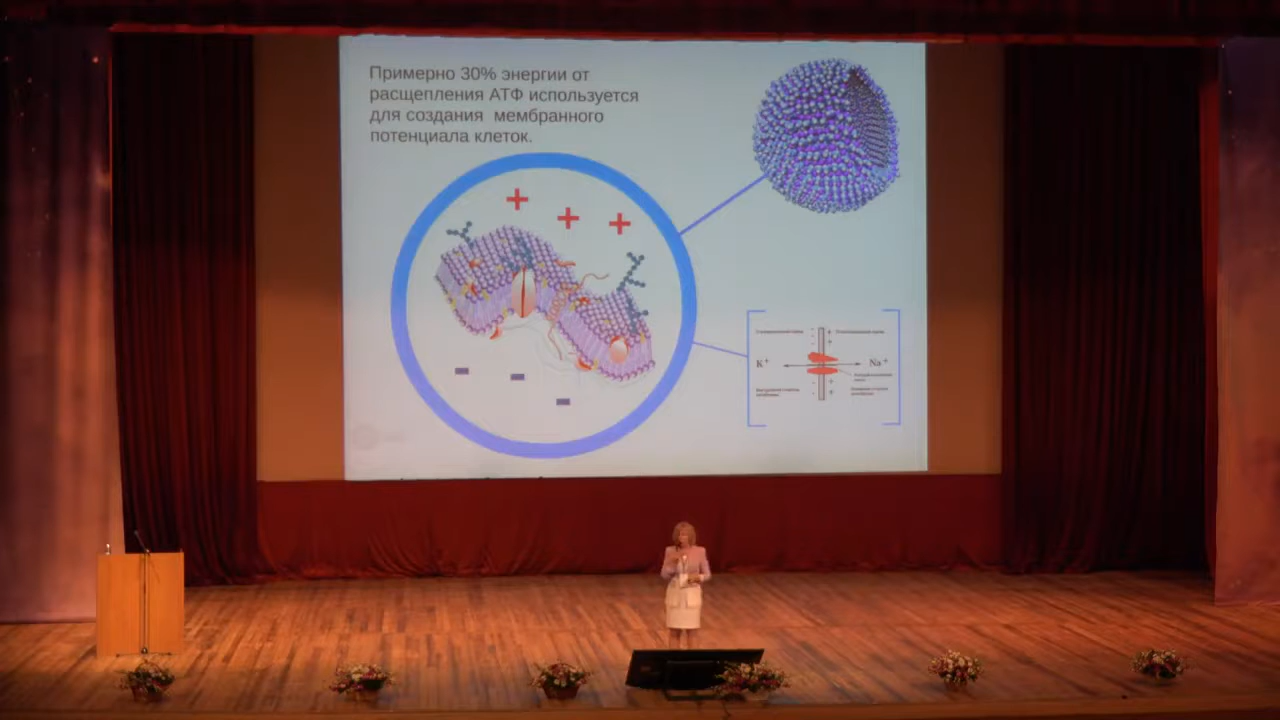 Примерно 30% энергии от
расщепления АТФ используется
для создания мембранного
потенциала клеток.
K+
Na+